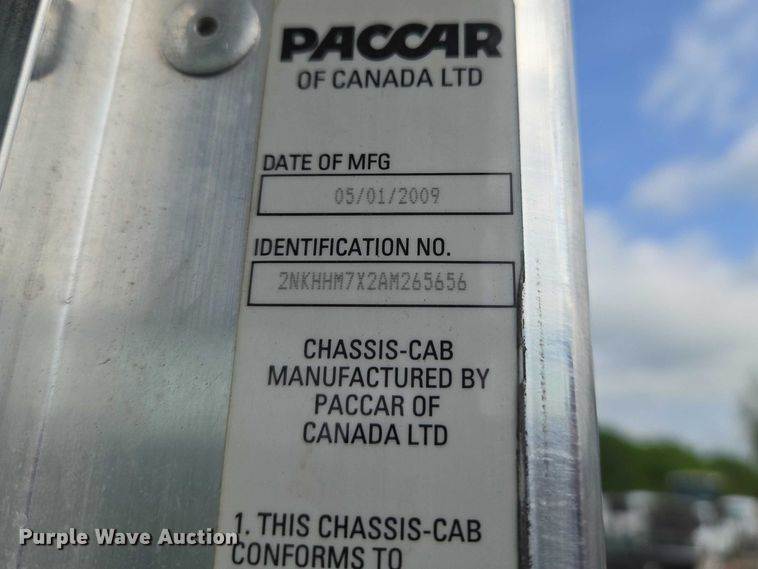 PACCAR
OF CANADA LTD
DATE OF MFG
05/01/2009
IDENTIFICATION NO.
2NKHHM7X2AM265656
CHASSIS-CAB
MANUFACTURED BY
PACCAR OF
CANADA LTD
1. THIS CHASSIS-CAB
CONFORMS TO
Purple Wave Auction